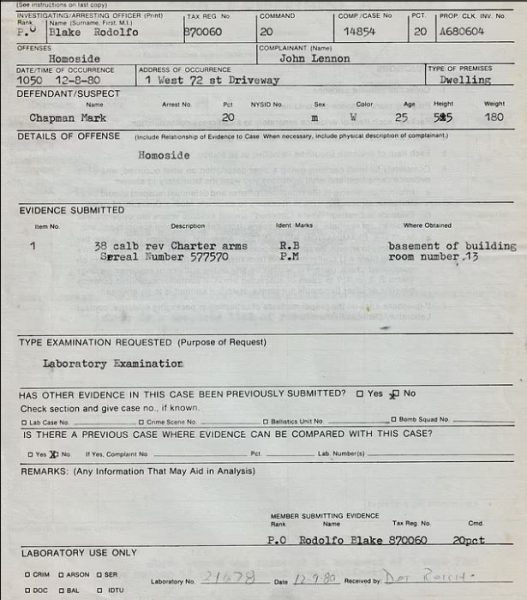 (See instructions on last copy)
INVESTIGATING/ARRESTING OFFICER (Print) TAX REG. No COMMAND COMP./CASE No PCT. PROP. CLK. INV. No.
Rank Name (Surname, First, M.I.)
P.O Blake Rodolfo 870060 20 14854 20 A680604
OFFENSES COMPLAINANT (Name)
Homoside John Lennon
DATE/TIME OF OCCURRENCE ADDRESS OF OCCURRENCE TYPE OF PREMISES
1050 12-8-80 1 West 72 st Driveway Dwelling
DEFENDANT/SUSPECT
Name Arrest No. Pct NYSID No. Sex Color Age Height Weight
Chapman Mark 20 m W 25 180
DETAILS OF OFFENSE (Include Relationship of Evidence to Case. When necessary, include physical description of complainant.)
Homoside
EVIDENCE SUBMITTED
Item No. Description Ident. Marks Where Obtained
1 38 calb rev Charter arms R.B basement of building
Sereal Number 577570 P.M room number 13
TYPE EXAMINATION REQUESTED (Purpose of Request)
Laboratory Examination
HAS OTHER EVIDENCE IN THIS CASE BEEN PREVIOUSLY SUBMITTED? Yes No
Check section and give case no., if known.
Lab Case No. Crime Scene No. Ballistics Unit No. Bomb Squad No.
IS THERE A PREVIOUS CASE WHERE EVIDENCE CAN BE COMPARED WITH THIS CASE?
Yes No If Yes, Complaint No. Pct. Lab. Number(s)
REMARKS: (Any Information That May Aid in Analysis)
MEMBER SUBMITTING EVIDENCE
Rank Name Tax Reg. No. Cmd.
P.O Rodolfo Blake 870060 20pct
LABORATORY USE ONLY
CRIM ARSON SER
Laboratory No. 21678 Date 12-9-80 Received by Det
DOC BAL IDTU